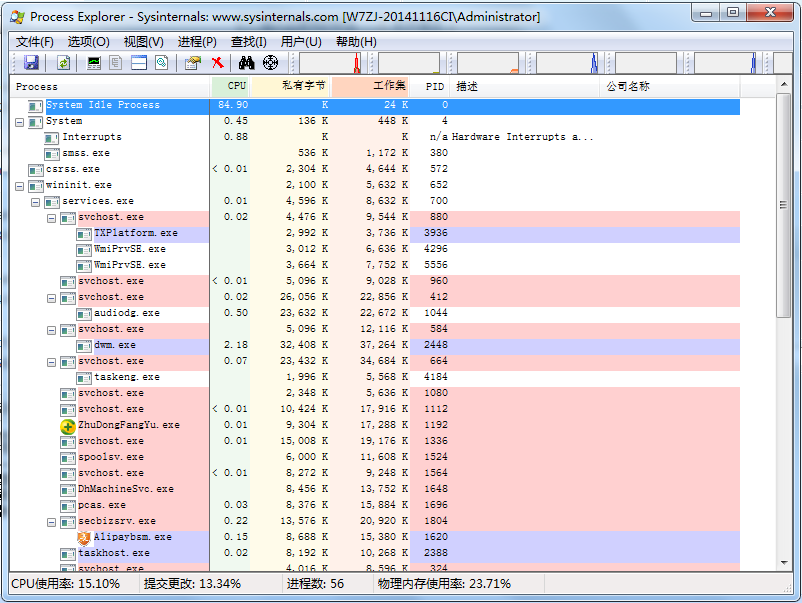 Process Explorer - Sysinternals: www.sysinternals.com [W7ZJ-20141116CI\Administrator]
文件(F) 选项(O) 视图(V) 进程(P) 查找(I) 用户(U) 帮助(H)
Process CPU 私有字节 工作集 PID 描述 公司名称
System Idle Process 84.90 K 24 K 0
System 0.45 136 K 448 K 4
Interrupts 0.88 K K n/a Hardware Interrupts a...
smss.exe 536 K 1,172 K 380
csrss.exe < 0.01 2,304 K 4,644 K 572
wininit.exe 2,100 K 5,632 K 652
services.exe 0.01 4,596 K 8,632 K 700
svchost.exe 0.02 4,476 K 9,544 K 880
TXPlatform.exe 2,992 K 3,736 K 3936
WmiPrvSE.exe 3,012 K 6,636 K 4296
WmiPrvSE.exe 3,664 K 7,752 K 5556
svchost.exe < 0.01 5,096 K 9,028 K 960
svchost.exe 0.02 26,056 K 22,856 K 412
audiodg.exe 0.50 23,632 K 22,672 K 1044
svchost.exe 5,096 K 12,116 K 584
dwm.exe 2.18 32,408 K 37,264 K 2448
svchost.exe 0.07 23,432 K 34,684 K 664
taskeng.exe 1,996 K 5,568 K 4184
svchost.exe 2,348 K 5,636 K 1080
svchost.exe < 0.01 10,424 K 17,916 K 1112
ZhuDongFangYu.exe 0.01 9,304 K 17,288 K 1192
svchost.exe 0.01 15,008 K 19,176 K 1336
spoolsv.exe 6,000 K 11,608 K 1524
svchost.exe < 0.01 8,272 K 9,248 K 1564
DhMachineSvc.exe 8,456 K 13,752 K 1648
pcas.exe 0.03 8,376 K 15,884 K 1696
secbizsrv.exe 0.22 13,576 K 20,920 K 1804
Alipaybsm.exe 0.15 8,688 K 15,380 K 1620
taskhost.exe 0.02 8,192 K 10,268 K 2388
svchost.exe 4,016 K 8,596 K 324
CPU使用率: 15.10% 提交更改: 13.34% 进程数: 56 物理内存使用率: 23.71%